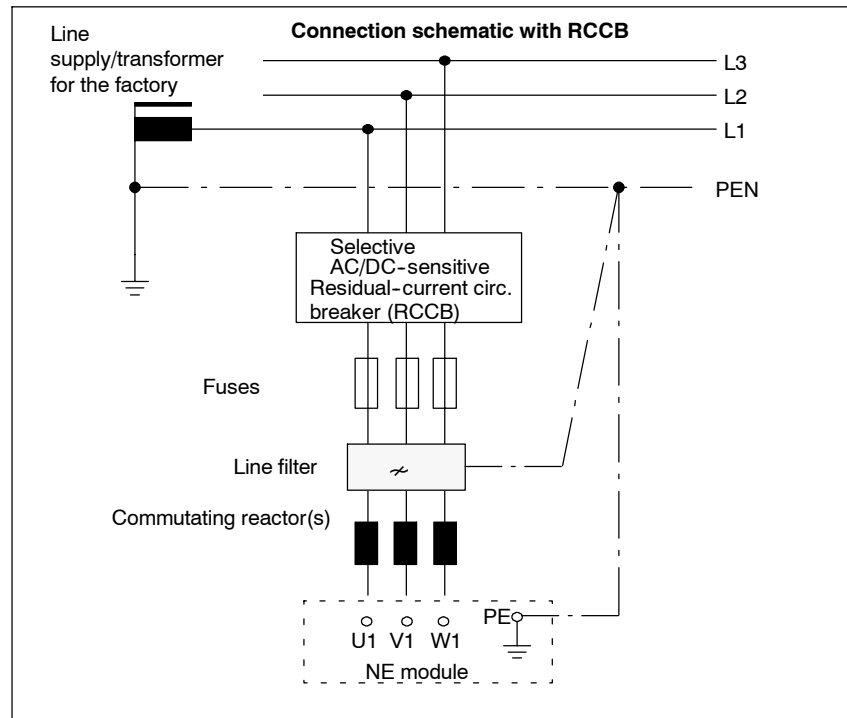 Connection schematic with RCCB
Line
supply/transformer
for the factory
L3
L2
L1
PEN
Selective
AC/DC-sensitive
Residual-current circ.
breaker (RCCB)
Fuses
Line filter
Commutating reactor(s)
PE
U1 V1 W1
NE module